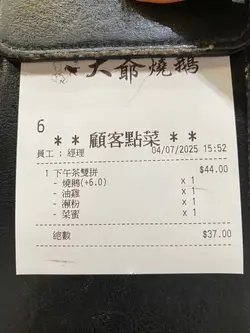 大爺燒鵝
6
** 顧客點菜 **
員工 : 經理 04/07/2025 15:52
1 下午茶雙拼 $44.00
- 燒鵝(+6.0) x 1
- 油雞 x 1
- 瀨粉 x 1
- 菜蜜 x 1
總數 $37.00